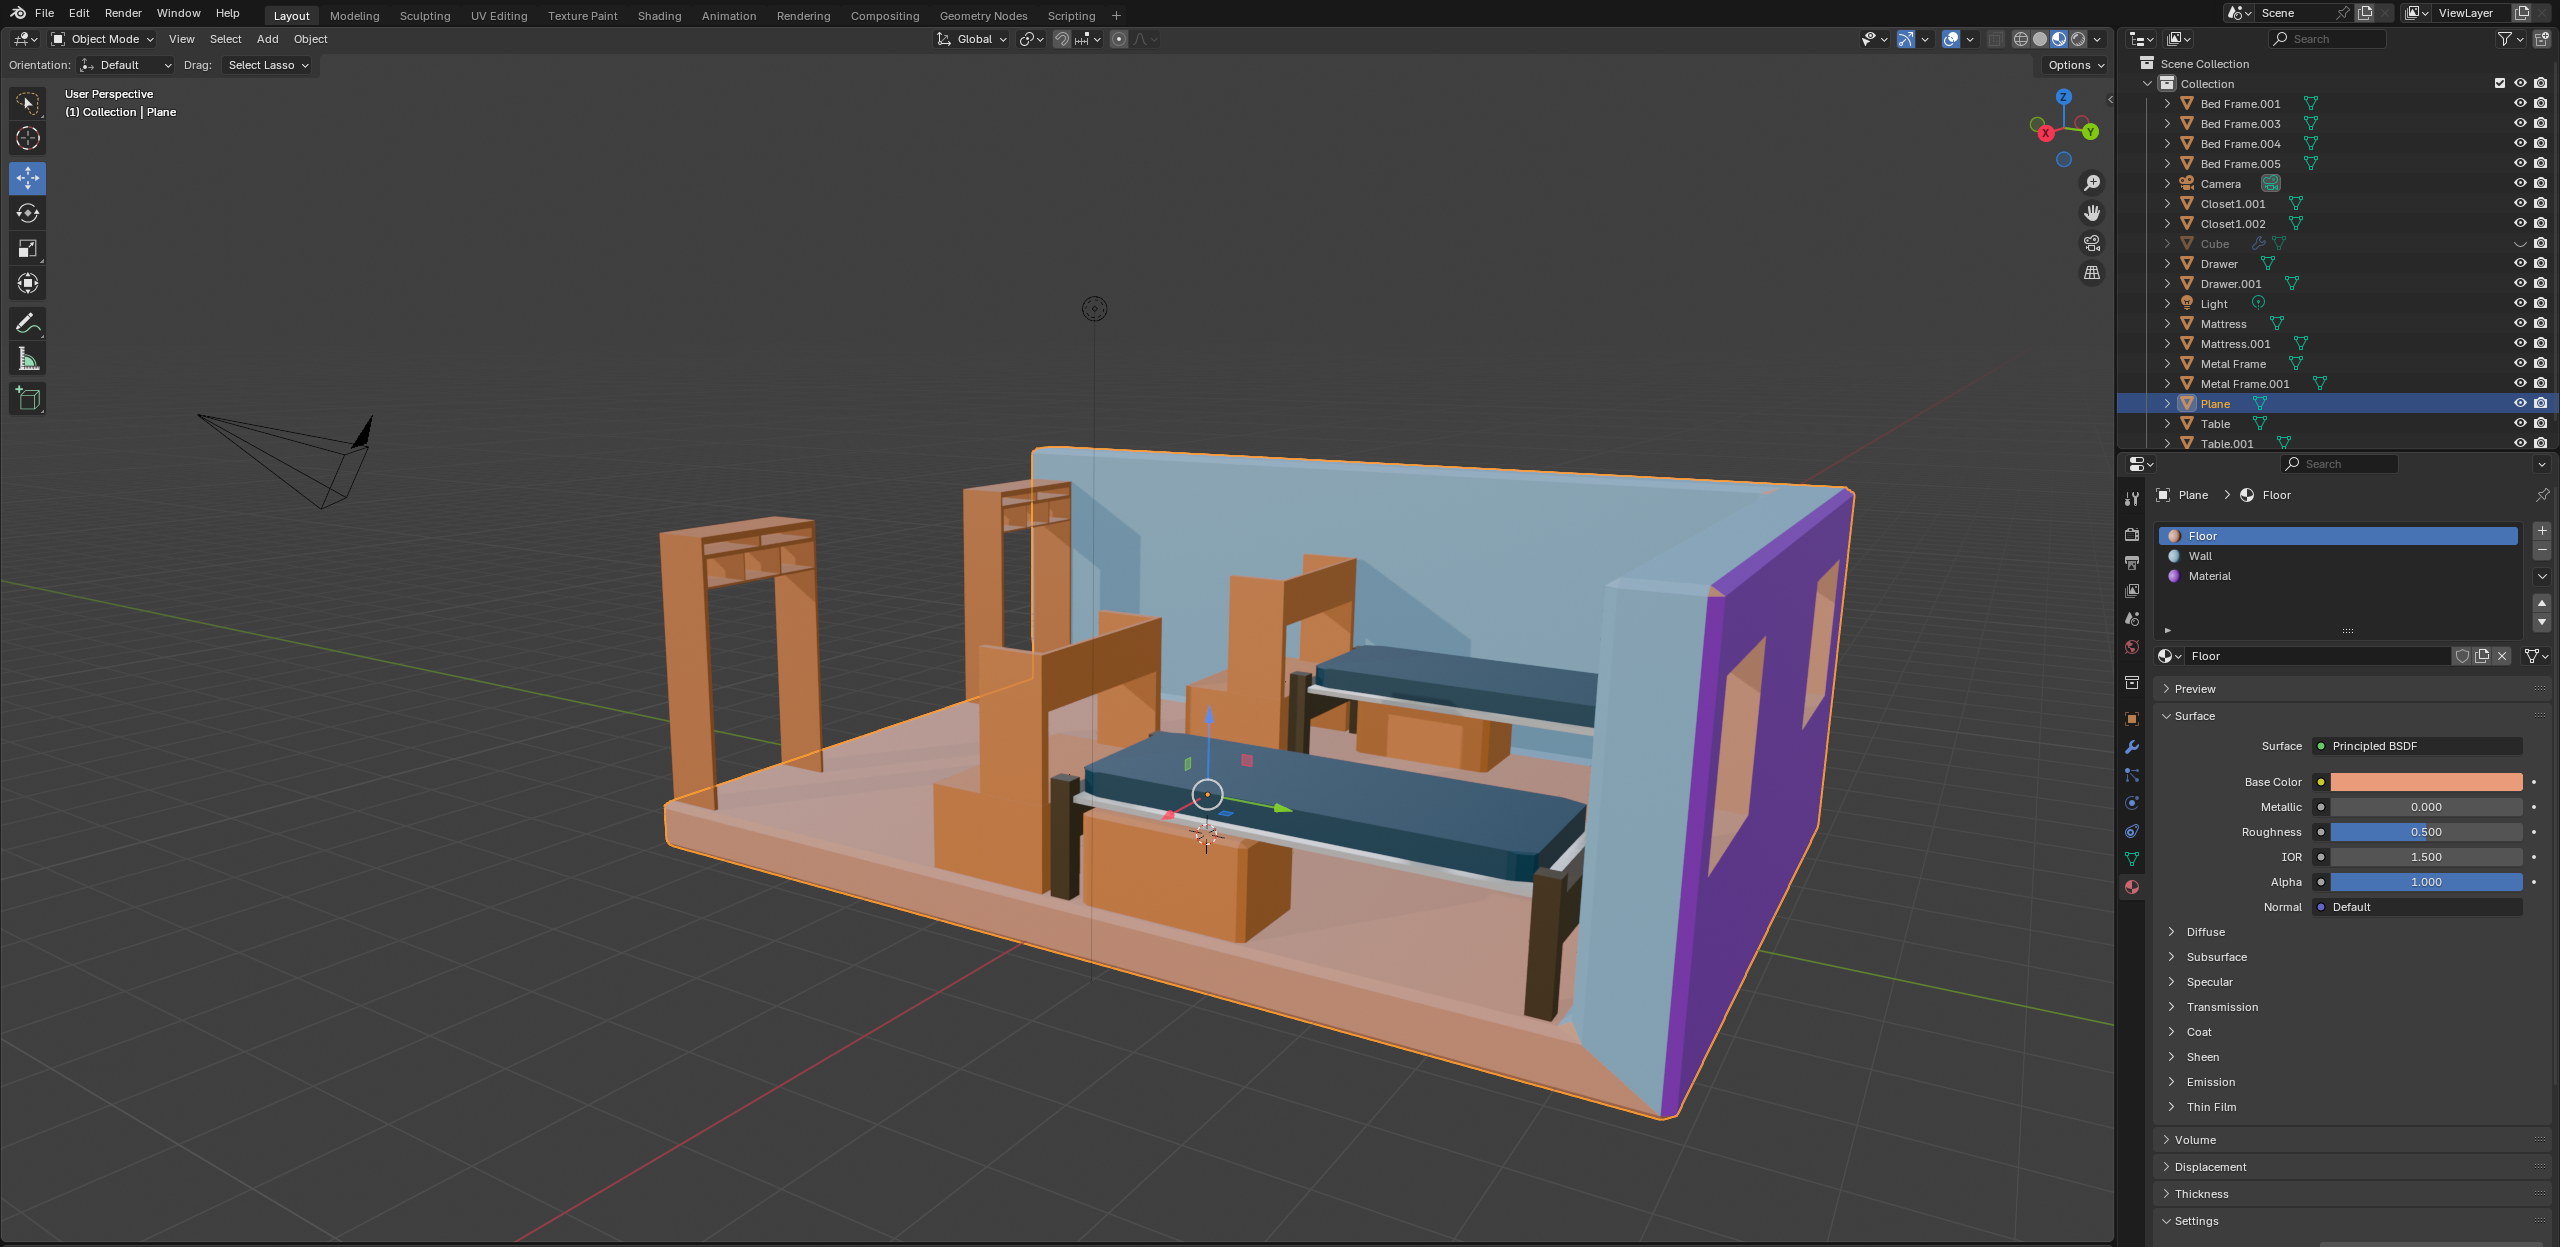 File Edit Render Window Help Layout Modeling Sculpting UV Editing Texture Paint Shading Animation Rendering Compositing Geometry Nodes Scripting + Scene ViewLayer
Object Mode View Select Add Object Global Search
Orientation: Default Drag: Select Lasso Options
User Perspective
(1) Collection | Plane
Z
X
Y
Scene Collection
Collection
Bed Frame.001
Bed Frame.003
Bed Frame.004
Bed Frame.005
Camera
Closet1.001
Closet1.002
Cube
Drawer
Drawer.001
Light
Mattress
Mattress.001
Metal Frame
Metal Frame.001
Plane
Table
Table.001
Search
Plane > Floor
Floor
Wall
Material
Floor
Preview
Surface
Surface Principled BSDF
Base Color
Metallic 0.000
Roughness 0.500
IOR 1.500
Alpha 1.000
Normal Default
Diffuse
Subsurface
Specular
Transmission
Coat
Sheen
Emission
Thin Film
Volume
Displacement
Thickness
Settings